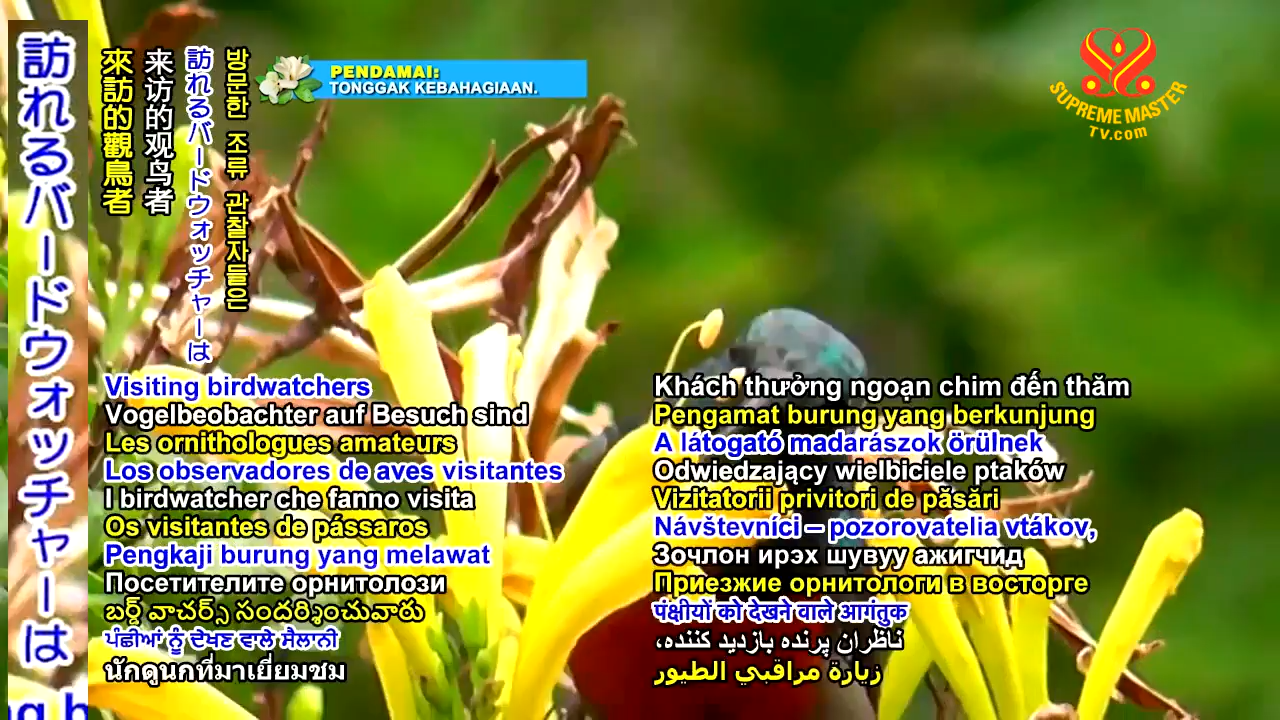 訪れるバードウォッチャーは
來訪的觀鳥者
来访的观鸟者
訪れるバードウォッチャーは
방문한 조류 관찰자들은
PENDAMAI:
TONGGAK KEBAHAGIAAN.
SUPREME MASTER
TV.com
Visiting birdwatchers
Vogelbeobachter auf Besuch sind
Les ornithologues amateurs
Los observadores de aves visitantes
I birdwatcher che fanno visita
Os visitantes de pássaros
Pengkaji burung yang melawat
Посетителите орнитолози
బర్డ్ వాచర్స్ సందర్శించువారు
ਪੰਛੀਆਂ ਨੂੰ ਦੇਖਣ ਵਾਲੇ ਸੈਲਾਨੀ
นักดูนกที่มาเยี่ยมชม
Khách thưởng ngoạn chim đến thăm
Pengamat burung yang berkunjung
A látogató madarászok örülnek
Odwiedzający wielbiciele ptaków
Vizitatorii privitori de păsări
Návštevníci – pozorovatelia vtákov,
Зочлон ирэх шувуу ажигчид
Приезжие орнитологи в восторге
पंक्षीयों को देखने वाले आगंतुक
ناظران پرنده بازدید کننده،
زيارة مراقبي الطيور